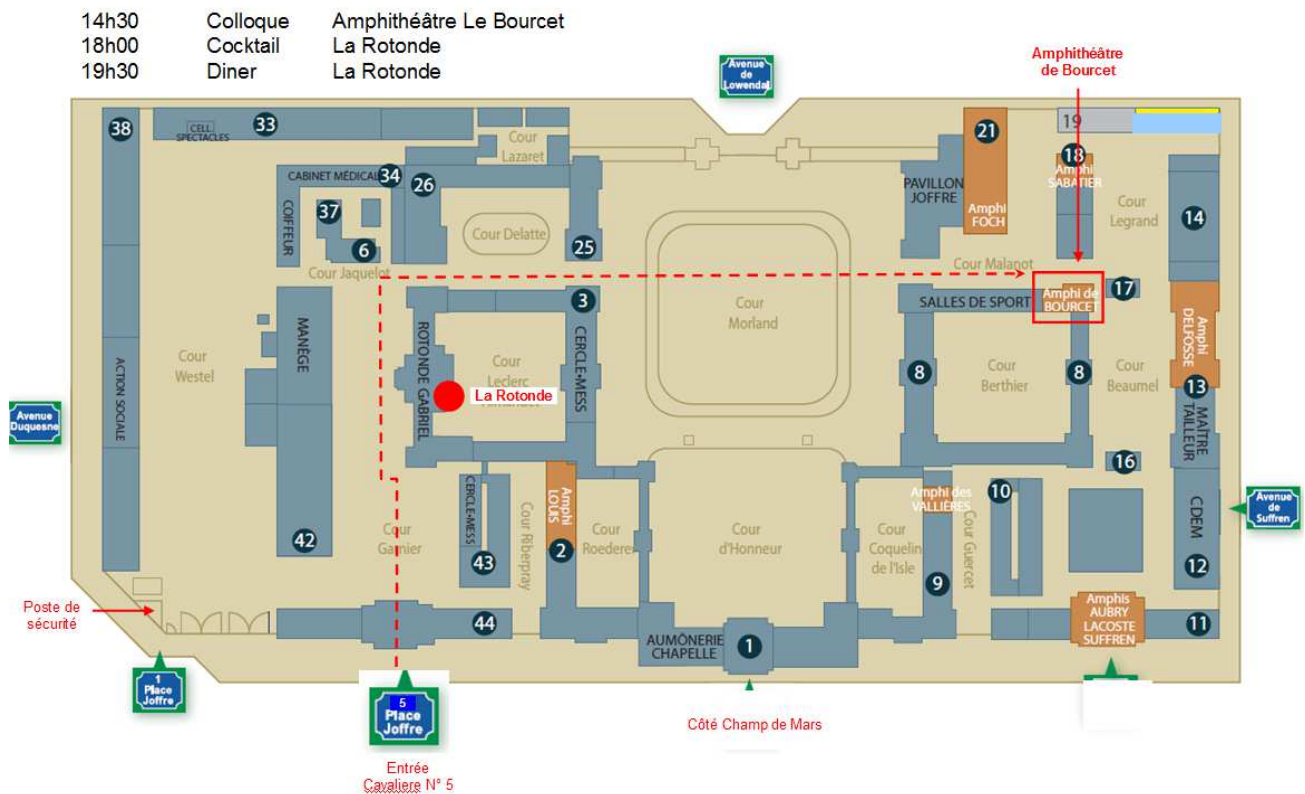 14h30 Colloque Amphithéâtre Le Bourcet
18h00 Cocktail La Rotonde
19h30 Diner La Rotonde
Avenue
de
Lowendal
Amphithéâtre
de Bourcet
38
CELL
SPECTACLES
33
Cour
Lazaret
21
Amphi
FOCH
PAVILLON
JOFFRE
19
18
Amphi
SABATIER
Cour
Legrand
14
CABINET MÉDICAL
34
26
COIFFEUR
37
6
Cour Delatte
25
Cour Jaquelot
Cour Malanot
MANÈGE
3
Cour
Morland
SALLES DE SPORT
Amphi de
BOURCET
17
Amphi
DELFOSSE
Cour
Westel
ROTONDE GABRIEL
Cour
Leclerc
La Rotonde
CERCLE•MESS
8
Cour
Berthier
8
Cour
Beaumel
13
ACTION SOCIALE
Avenue
Duquesne
MAÎTRE
TAILLEUR
16
CERCLE•MESS
Amphi
LOUIS
Amphi des
VALLIÈRES
10
CDEM
Avenue
de
Suffren
42
Cour
Garnier
43
Cour Riberpray
2
Cour
Roederer
Cour
d'Honneur
Cour
Coquelin
de l'Isle
9
Cour Guercet
12
Poste de
sécurité
44
AUMÔNERIE
CHAPELLE
1
Amphis
AUBRY
LACOSTE
SUFFREN
11
1
Place
Joffre
5
Place
Joffre
Côté Champ de Mars
Entrée
Cavaliere N° 5